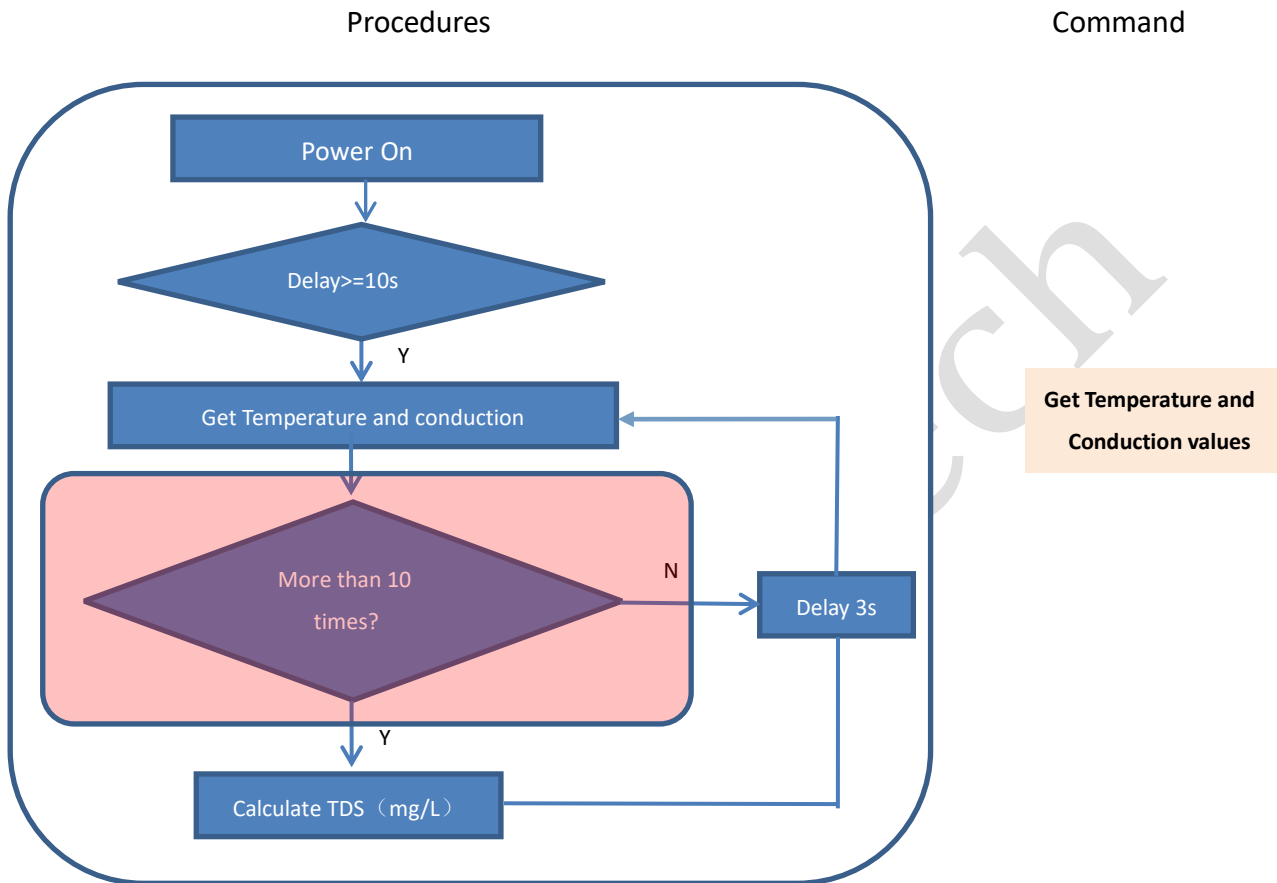 Procedures
Command
Power On
Delay>=10s
Y
Get Temperature and conduction
Get Temperature and
Conduction values
More than 10
times?
N
Delay 3s
Y
Calculate TDS（mg/L）
ch